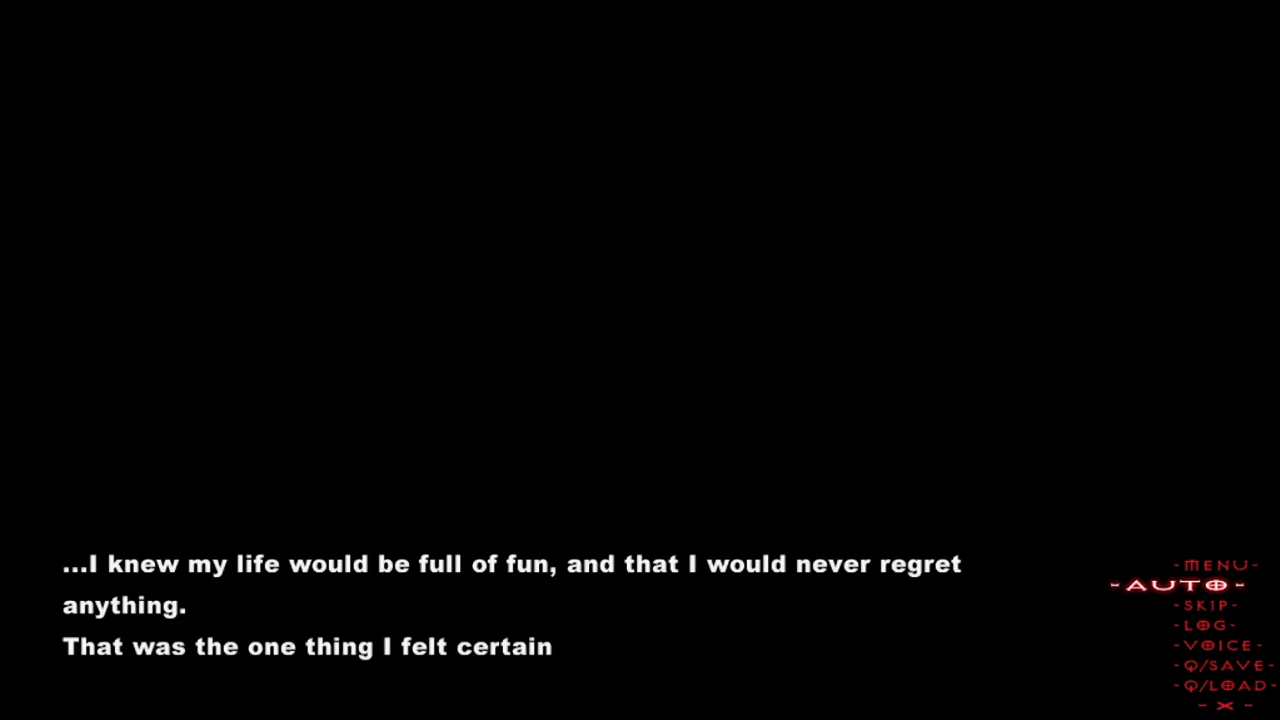 ...I knew my life would be full of fun, and that I would never regret
anything.
That was the one thing I felt certain
-MENU-
-AUTO-
-SKIP-
-LOG-
-VOICE-
-Q/SAVE-
-Q/LOAD-
-X-